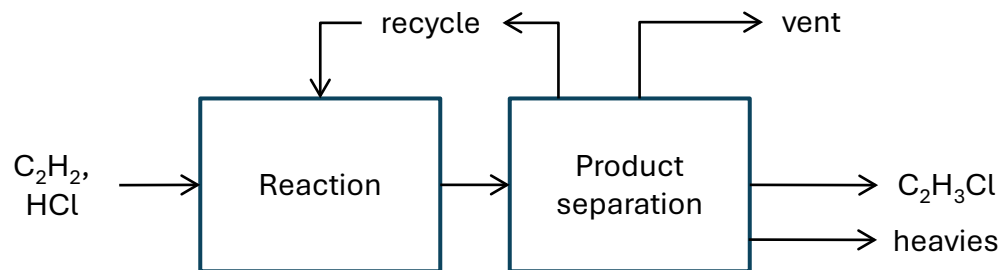 recycle
vent
C₂H₂,
HCl
Reaction
Product
separation
C₂H₃Cl
heavies